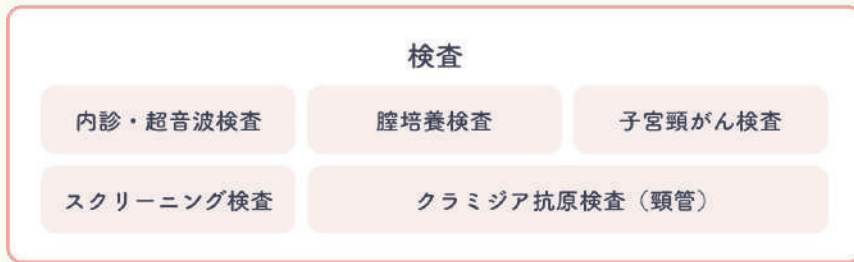 検査
内診・超音波検査
膣培養検査
子宮頸がん検査
スクリーニング検査
クラミジア抗原検査（頸管）